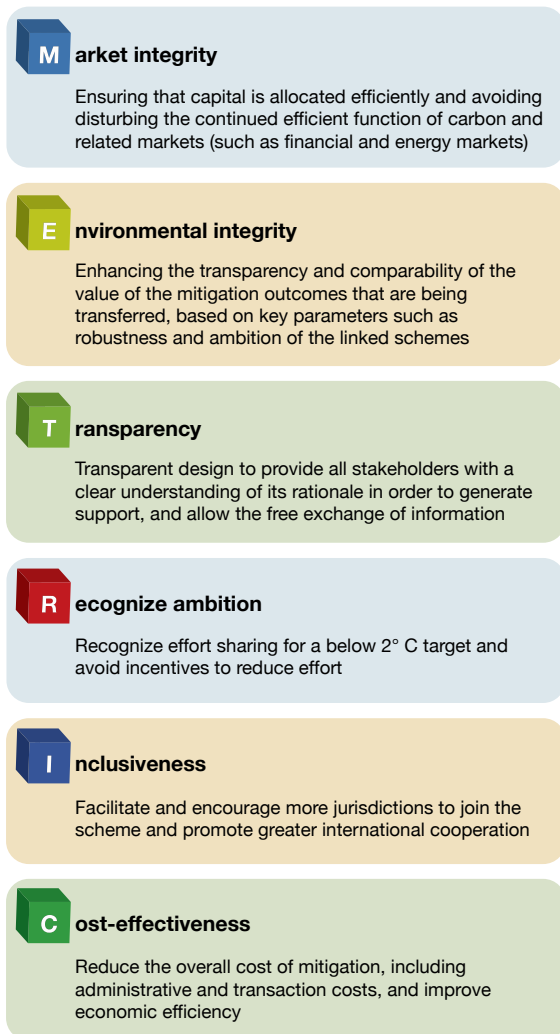 Market integrity
Ensuring that capital is allocated efficiently and avoiding
disturbing the continued efficient function of carbon and
related markets (such as financial and energy markets)
Environmental integrity
Enhancing the transparency and comparability of the
value of the mitigation outcomes that are being
transferred, based on key parameters such as
robustness and ambition of the linked schemes
Transparency
Transparent design to provide all stakeholders with a
clear understanding of its rationale in order to generate
support, and allow the free exchange of information
Recognize ambition
Recognize effort sharing for a below 2° C target and
avoid incentives to reduce effort
Inclusiveness
Facilitate and encourage more jurisdictions to join the
scheme and promote greater international cooperation
Cost-effectiveness
Reduce the overall cost of mitigation, including
administrative and transaction costs, and improve
economic efficiency